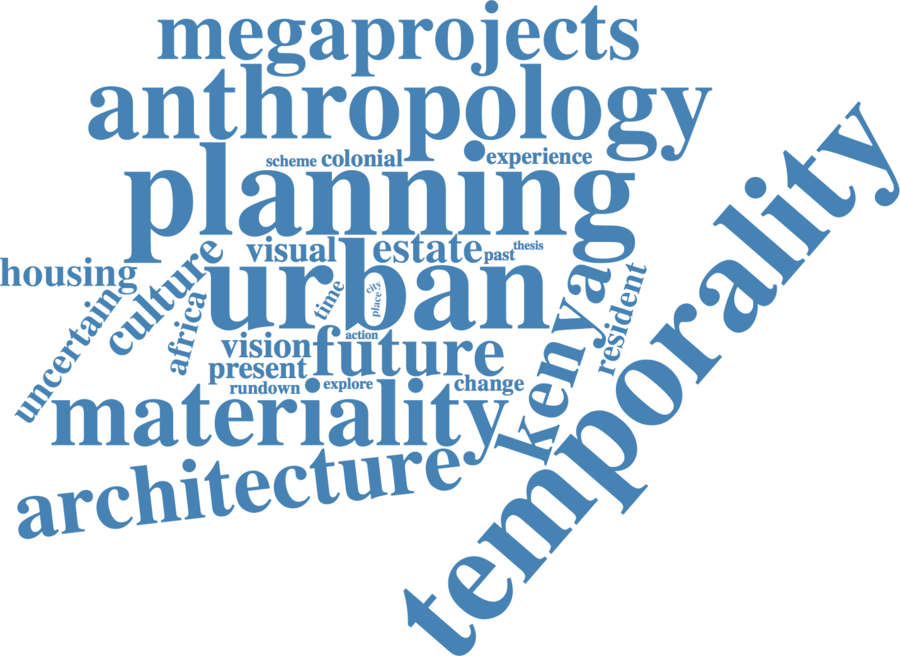 megaprojects
anthropology
scheme
colonial
experience
planning
visual
estate
past
thesis
housing
culture
urban
uncertaing
africa
time
city
place
kenya
resident
temporality
action
vision
future
present
rundown
explore
change
materiality
architecture